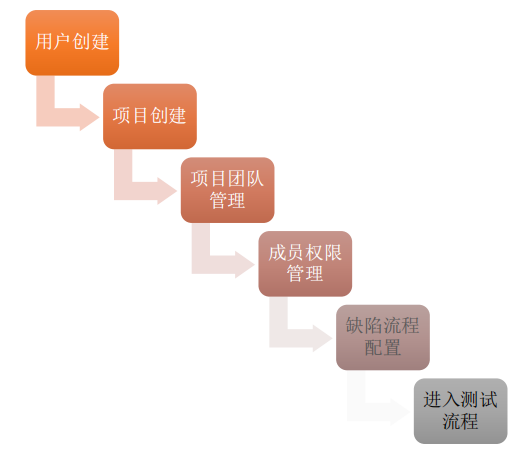 用户创建
项目创建
项目团队
管理
成员权限
管理
缺陷流程
配置
进入测试
流程